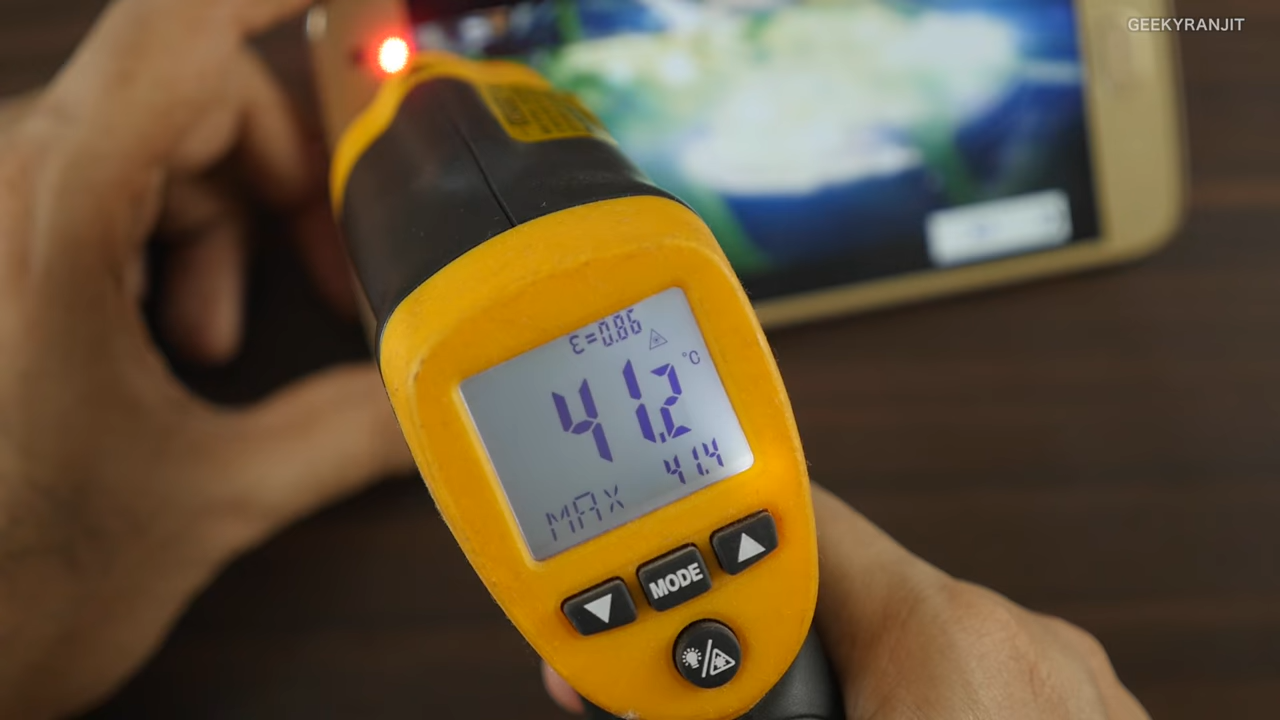 GEEKYRANJIT
ε=0.86
41.2 °C
MAX 41.4
MODE